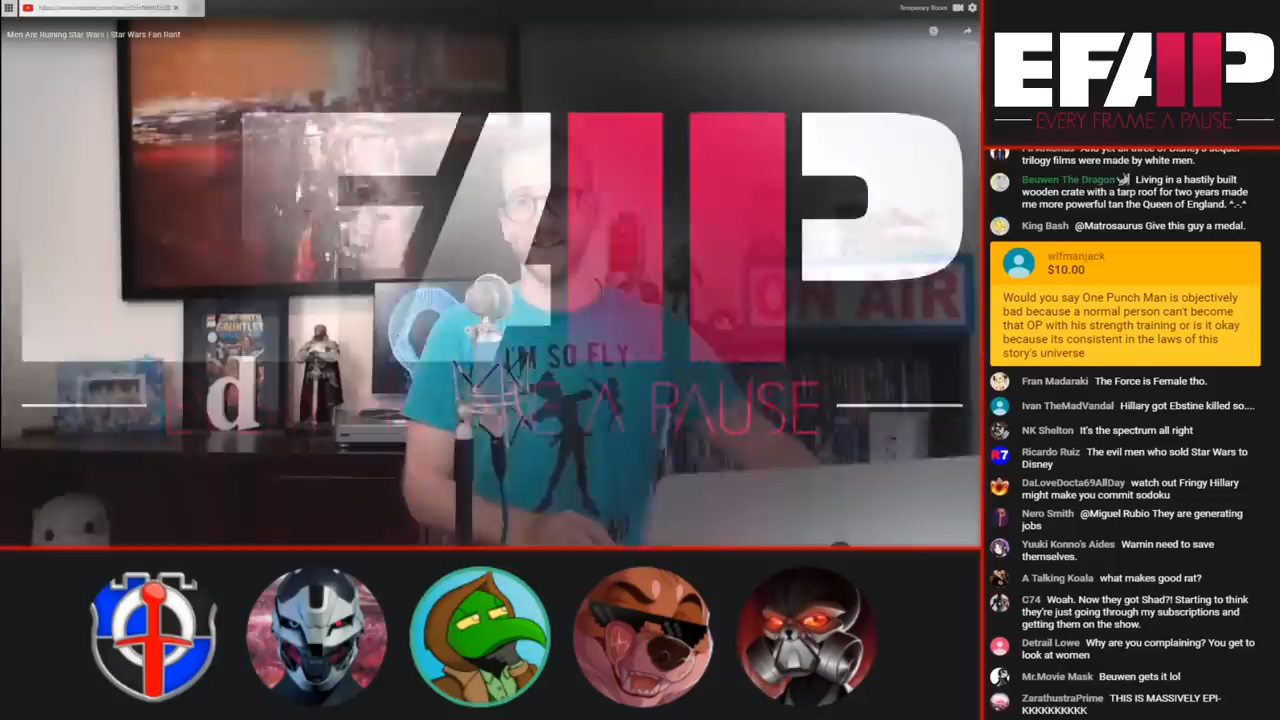 Temporary Room
Men Are Ruining Star Wars | Star Wars Fan Rant
EFAP
EVERY FRAME A PAUSE
GAUNTLET
ON AIR
I'M SO FLY
d
EFAP
A PAUSE
And yet all three of Disney's sequel
trilogy films were made by white men.
Beuwen The Dragon Living in a hastily built
wooden crate with a tarp roof for two years made
me more powerful tan the Queen of England. ^.-.^
King Bash @Matrosaurus Give this guy a medal.
wlfmanjack
$10.00
Would you say One Punch Man is objectively
bad because a normal person can't become
that OP with his strength training or is it okay
because its consistent in the laws of this
story's universe
Fran Madaraki The Force is Female tho.
Ivan TheMadVandal Hillary got Ebstine killed so....
NK Shelton It's the spectrum all right
Ricardo Ruiz The evil men who sold Star Wars to
Disney
DaLoveDocta69AllDay watch out Fringy Hillary
might make you commit sodoku
Nero Smith @Miguel Rubio They are generating
jobs
Yuuki Konno's Aides Wamin need to save
themselves.
A Talking Koala what makes good rat?
C74 Woah. Now they got Shad?! Starting to think
they're just going through my subscriptions and
getting them on the show.
Detrail Lowe Why are you complaining? You get to
look at women
Mr.Movie Mask Beuwen gets it lol
ZarathustraPrime THIS IS MASSIVELY EPI-
KKKKKKKKKK